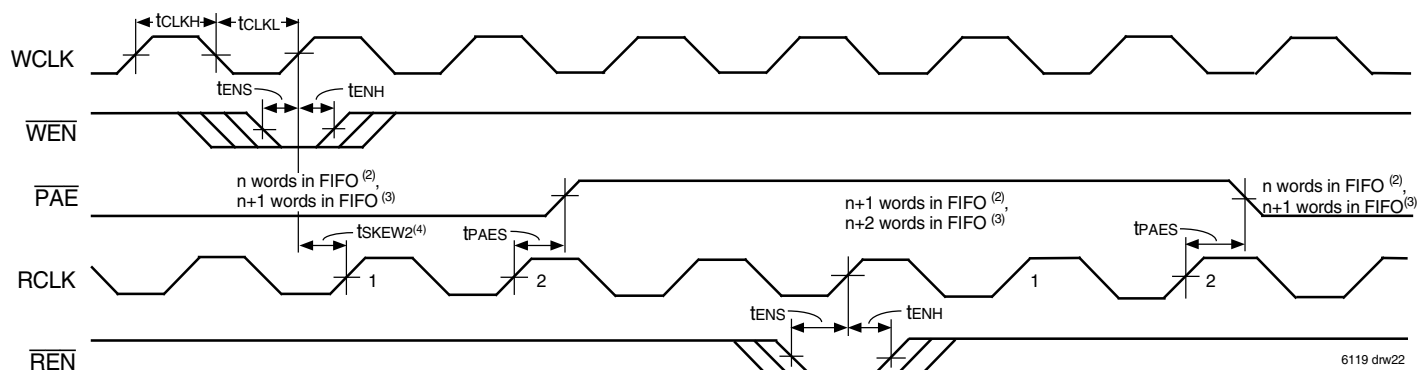 tCLKH
tCLKL
WCLK
tENS
tENH
WEN
PAE
n words in FIFO (2),
n+1 words in FIFO (3)
n+1 words in FIFO (2),
n+2 words in FIFO (3)
n words in FIFO (2),
n+1 words in FIFO(3)
tSKEW2(4)
tPAES
tPAES
RCLK
1
2
1
2
tENS
tENH
REN
6119 drw22